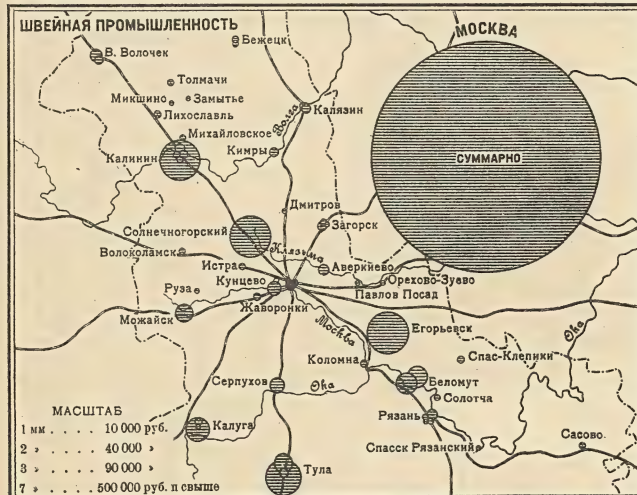 ШВЕЙНАЯ ПРОМЫШЛЕННОСТЬ
МОСКВА
Бежецк
В. Волочек
Толмачи
Микшино
Замытье
Лихославль
Калязин
Волга
Михайловское
Кимры
Калинин
СУММАРНО
Дмитров
Солнечногорский
Загорск
Клязьма
Волоколамск
Истра
Аверкиево
Орехово-Зуево
Руза
Кунцево
Павлов Посад
Жаворонки
Можайск
Москва
Егорьевск
Ока
Коломна
Спас-Клепики
Серпухов
Ока
Беломут
Солотча
МАСШТАБ
1 мм . . . . . 10 000 руб.
2 » . . . . . 40 000 »
3 » . . . . . 90 000 »
7 » . . . . . 500 000 руб. и свыше
Калуга
Рязань
Спасск Рязанский
Сасово
Тула